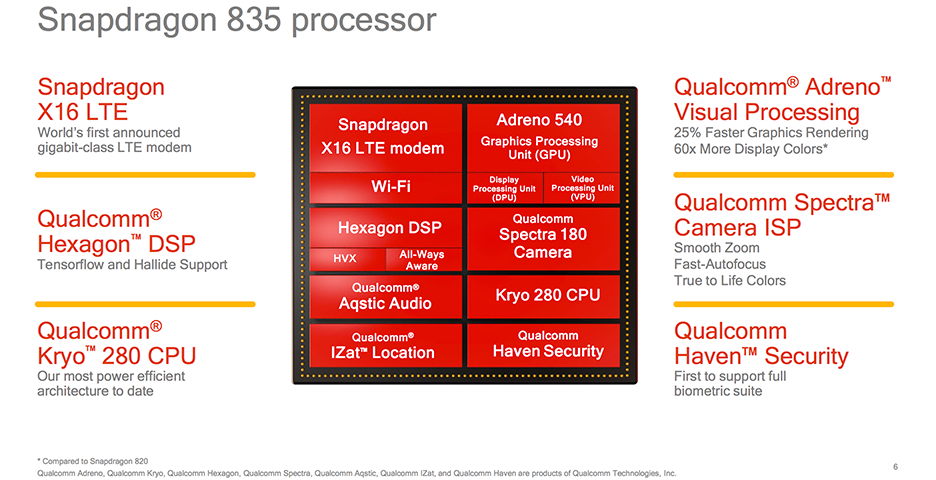 Snapdragon 835 processor
Snapdragon
X16 LTE
World's first announced
gigabit-class LTE modem
Qualcomm®
Hexagon™ DSP
Tensorflow and Hallide Support
Qualcomm®
Kryo™ 280 CPU
Our most power efficient
architecture to date
Snapdragon
X16 LTE modem
Wi-Fi
Hexagon DSP
HVX
All-Ways
Aware
Qualcomm®
Aqstic Audio
Qualcomm®
IZat™ Location
Adreno 540
Graphics Processing
Unit (GPU)
Display
Processing Unit
(DPU)
Video
Processing Unit
(VPU)
Qualcomm
Spectra 180
Camera
Kryo 280 CPU
Qualcomm
Haven Security
Qualcomm® Adreno™
Visual Processing
25% Faster Graphics Rendering
60x More Display Colors*
Qualcomm Spectra™
Camera ISP
Smooth Zoom
Fast-Autofocus
True to Life Colors
Qualcomm
Haven™ Security
First to support full
biometric suite
* Compared to Snapdragon 820
Qualcomm Adreno, Qualcomm Kryo, Qualcomm Hexagon, Qualcomm Spectra, Qualcomm Aqstic, Qualcomm IZat, and Qualcomm Haven are products of Qualcomm Technologies, Inc.
6